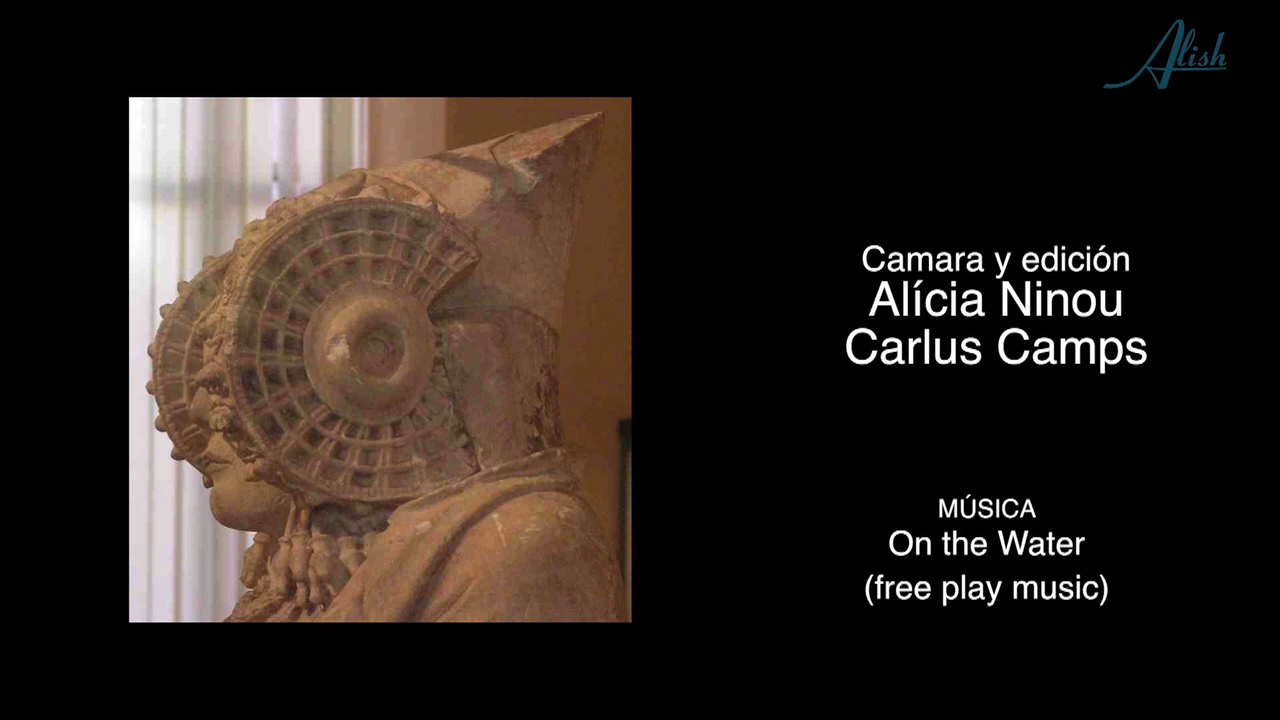 Alish
Camara y edición
Alícia Ninou
Carlus Camps
MÚSICA
On the Water
(free play music)